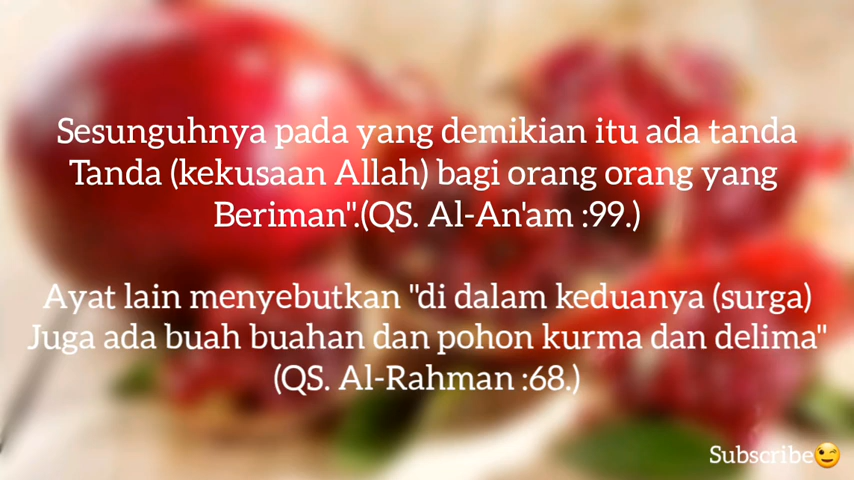 Sesunguhnya pada yang demikian itu ada tanda
Tanda (kekusaan Allah) bagi orang orang yang
Beriman".(QS. Al-An'am :99.)
Ayat lain menyebutkan "di dalam keduanya (surga)
Juga ada buah buahan dan pohon kurma dan delima"
(QS. Al-Rahman :68.)
Subscribe😉